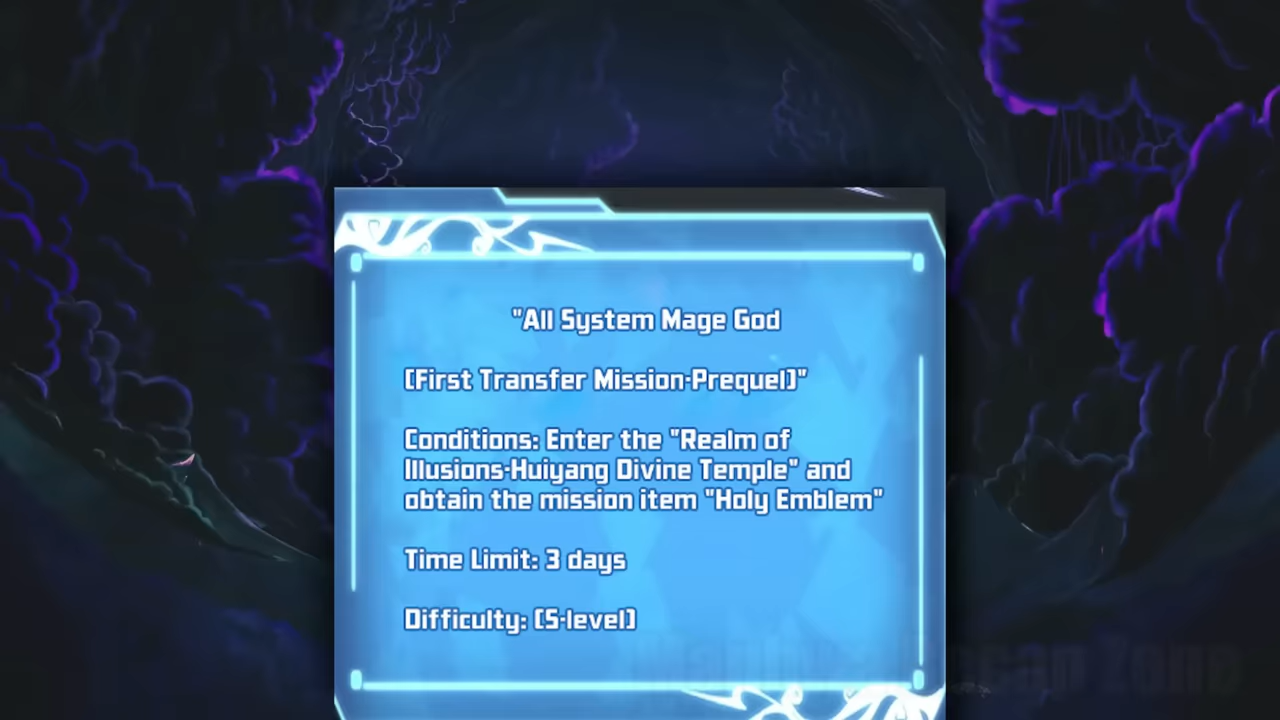 "All System Mage God
[First Transfer Mission-Prequel]"
Conditions: Enter the "Realm of
Illusions-Huiyang Divine Temple" and
obtain the mission item "Holy Emblem"
Time Limit: 3 days
Difficulty: [S-level]